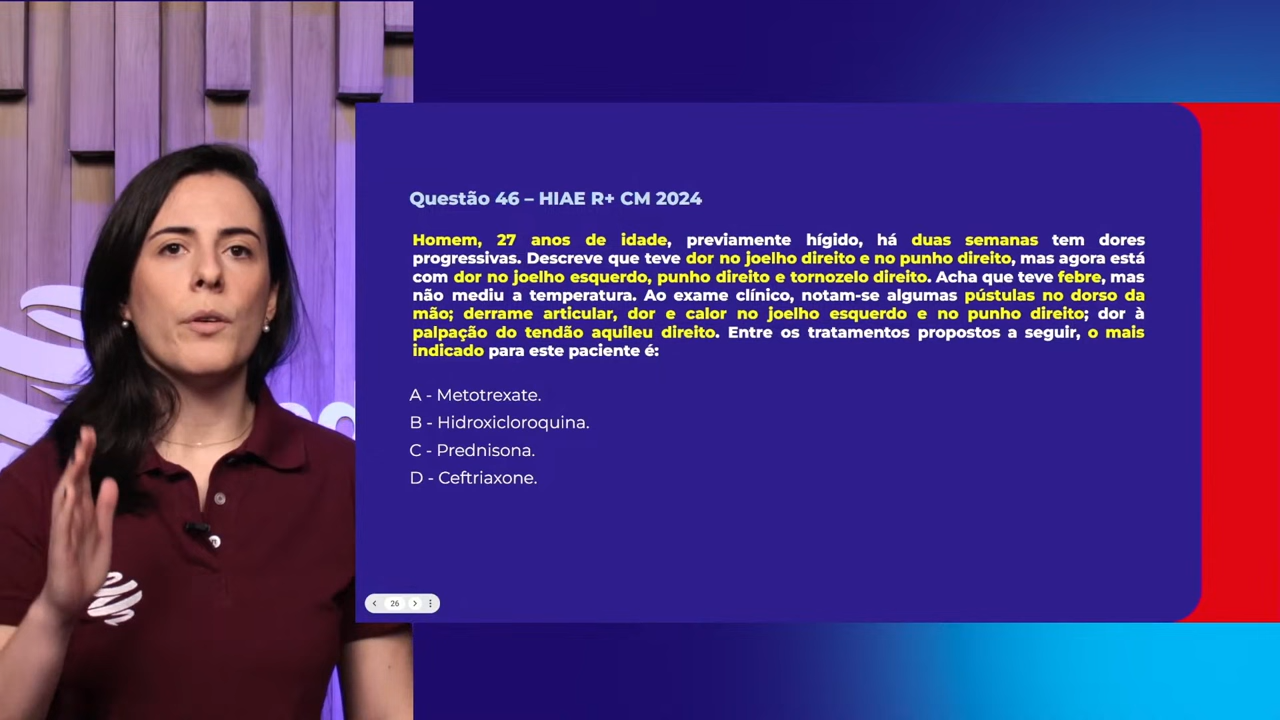 Questão 46 – HIAE R+ CM 2024
Homem, 27 anos de idade, previamente hígido, há duas semanas tem dores
progressivas. Descreve que teve dor no joelho direito e no punho direito, mas agora está
com dor no joelho esquerdo, punho direito e tornozelo direito. Acha que teve febre, mas
não mediu a temperatura. Ao exame clínico, notam-se algumas pústulas no dorso da
mão; derrame articular, dor e calor no joelho esquerdo e no punho direito; dor à
palpação do tendão aquileu direito. Entre os tratamentos propostos a seguir, o mais
indicado para este paciente é:
A - Metotrexate.
B - Hidroxicloroquina.
C - Prednisona.
D - Ceftriaxone.
26